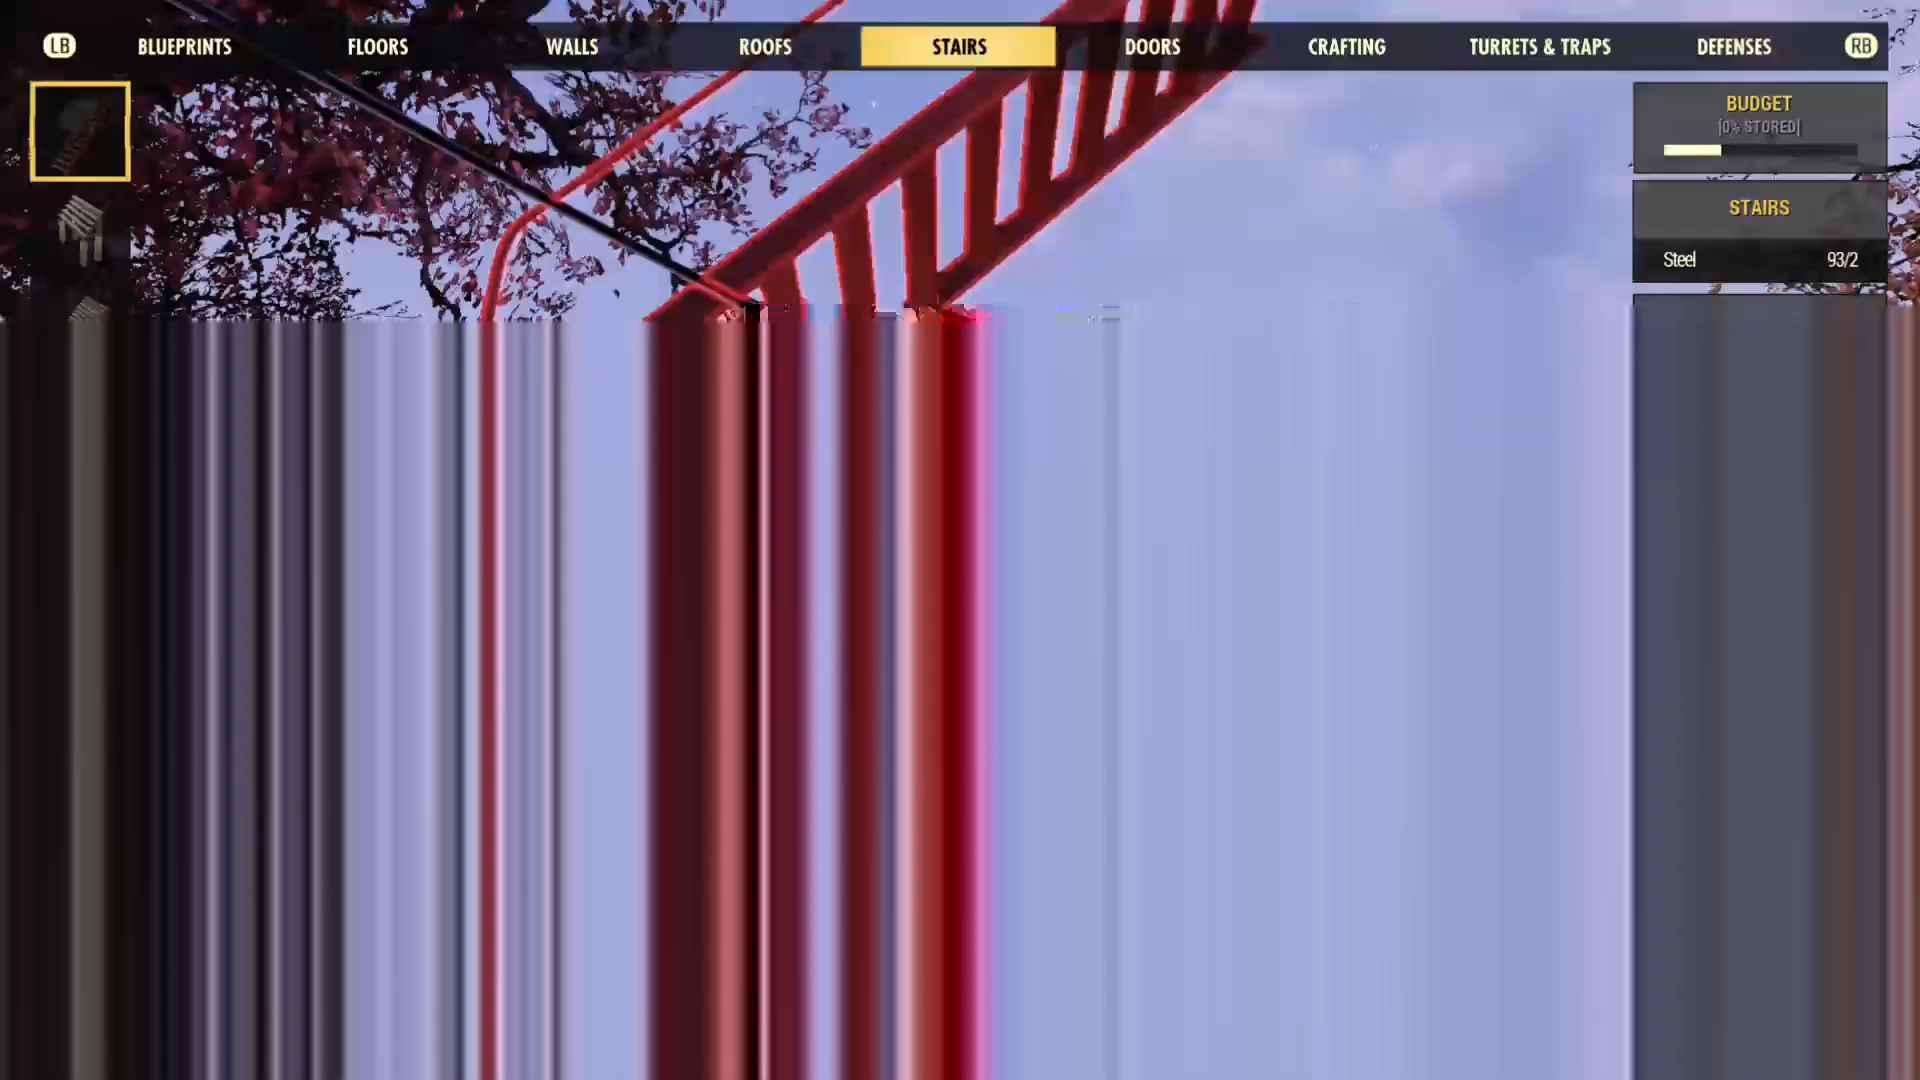 LB BLUEPRINTS FLOORS WALLS ROOFS STAIRS DOORS CRAFTING TURRETS & TRAPS DEFENSES RB
BUDGET
[0% STORED]
STAIRS
Steel 93/2